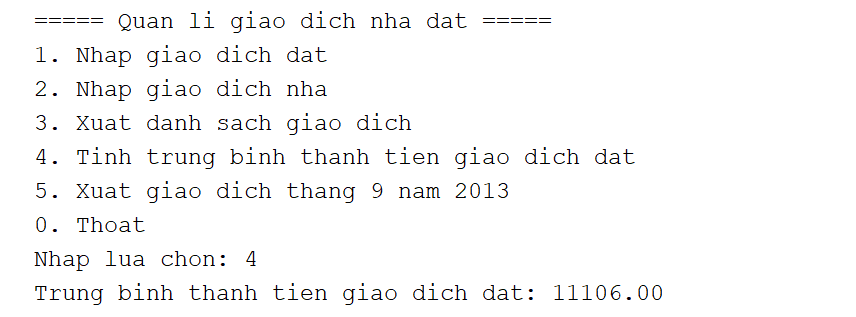 ===== Quan li giao dich nha dat =====
1. Nhap giao dich dat
2. Nhap giao dich nha
3. Xuat danh sach giao dich
4. Tinh trung binh thanh tien giao dich dat
5. Xuat giao dich thang 9 nam 2013
0. Thoat
Nhap lua chon: 4
Trung binh thanh tien giao dich dat: 11106.00